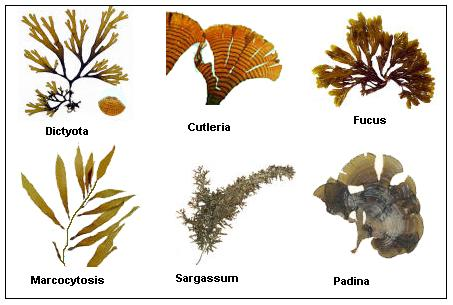 Dictyota
Cutleria
Fucus
Marcocytosis
Sargassum
Padina